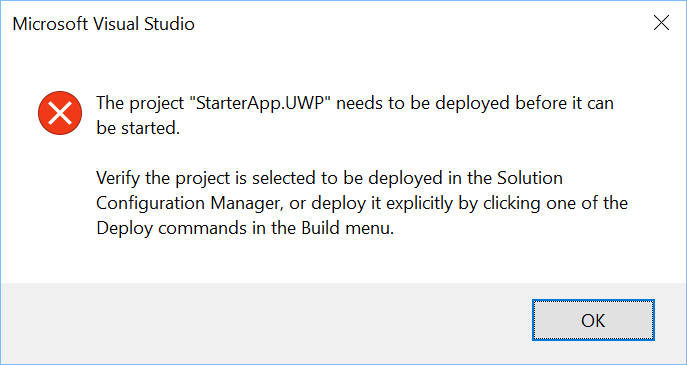 Microsoft Visual Studio
The project "StarterApp.UWP" needs to be deployed before it can
be started.
Verify the project is selected to be deployed in the Solution
Configuration Manager, or deploy it explicitly by clicking one of the
Deploy commands in the Build menu.
OK